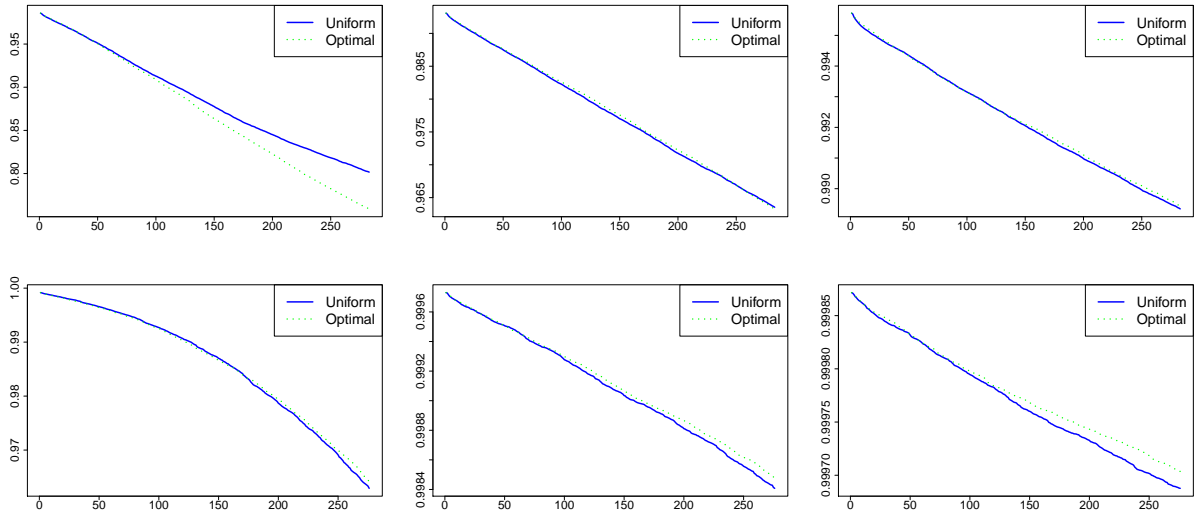 Uniform
Optimal
0.80 0.85 0.90 0.95
0 50 100 150 200 250
Uniform
Optimal
0.965 0.975 0.985
0 50 100 150 200 250
Uniform
Optimal
0.990 0.992 0.994
0 50 100 150 200 250
Uniform
Optimal
0.97 0.98 0.99 1.00
0 50 100 150 200 250
Uniform
Optimal
0.9984 0.9988 0.9992 0.9996
0 50 100 150 200 250
Uniform
Optimal
0.99970 0.99975 0.99980 0.99985
0 50 100 150 200 250